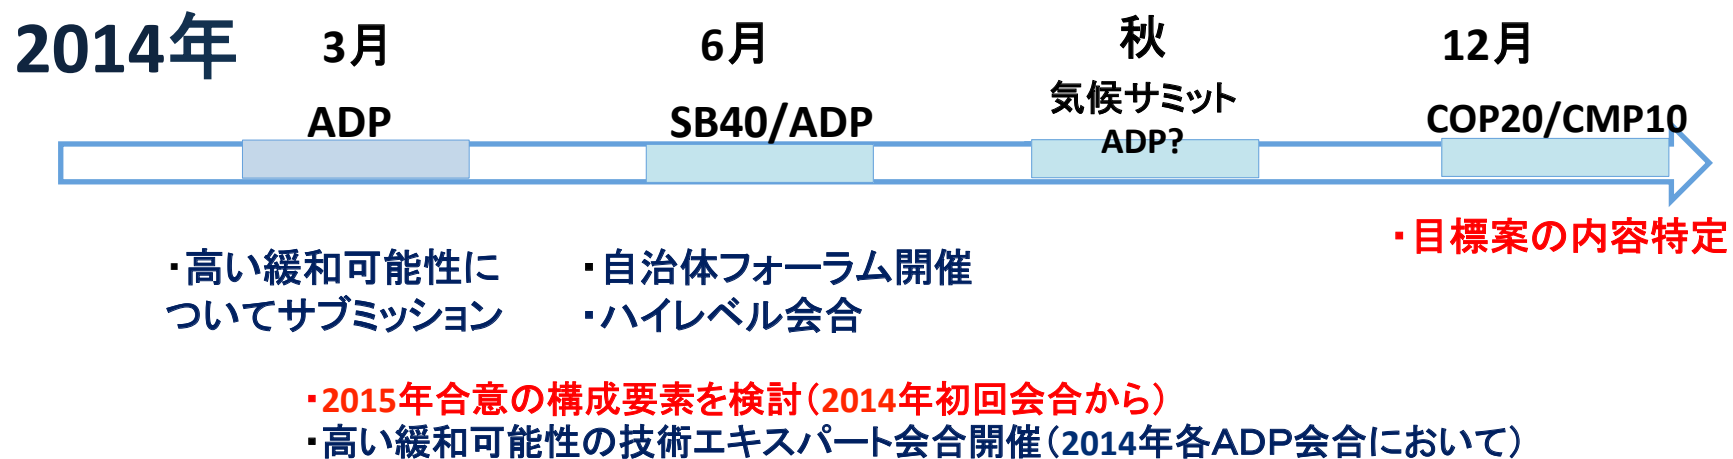 2014年
3月
6月
秋
12月
ADP
SB40/ADP
気候サミット
ADP?
COP20/CMP10
・目標案の内容特定
・高い緩和可能性に
ついてサブミッション
・自治体フォーラム開催
・ハイレベル会合
・2015年合意の構成要素を検討（2014年初回会合から）
・高い緩和可能性の技術エキスパート会合開催（2014年各ＡＤＰ会合において）